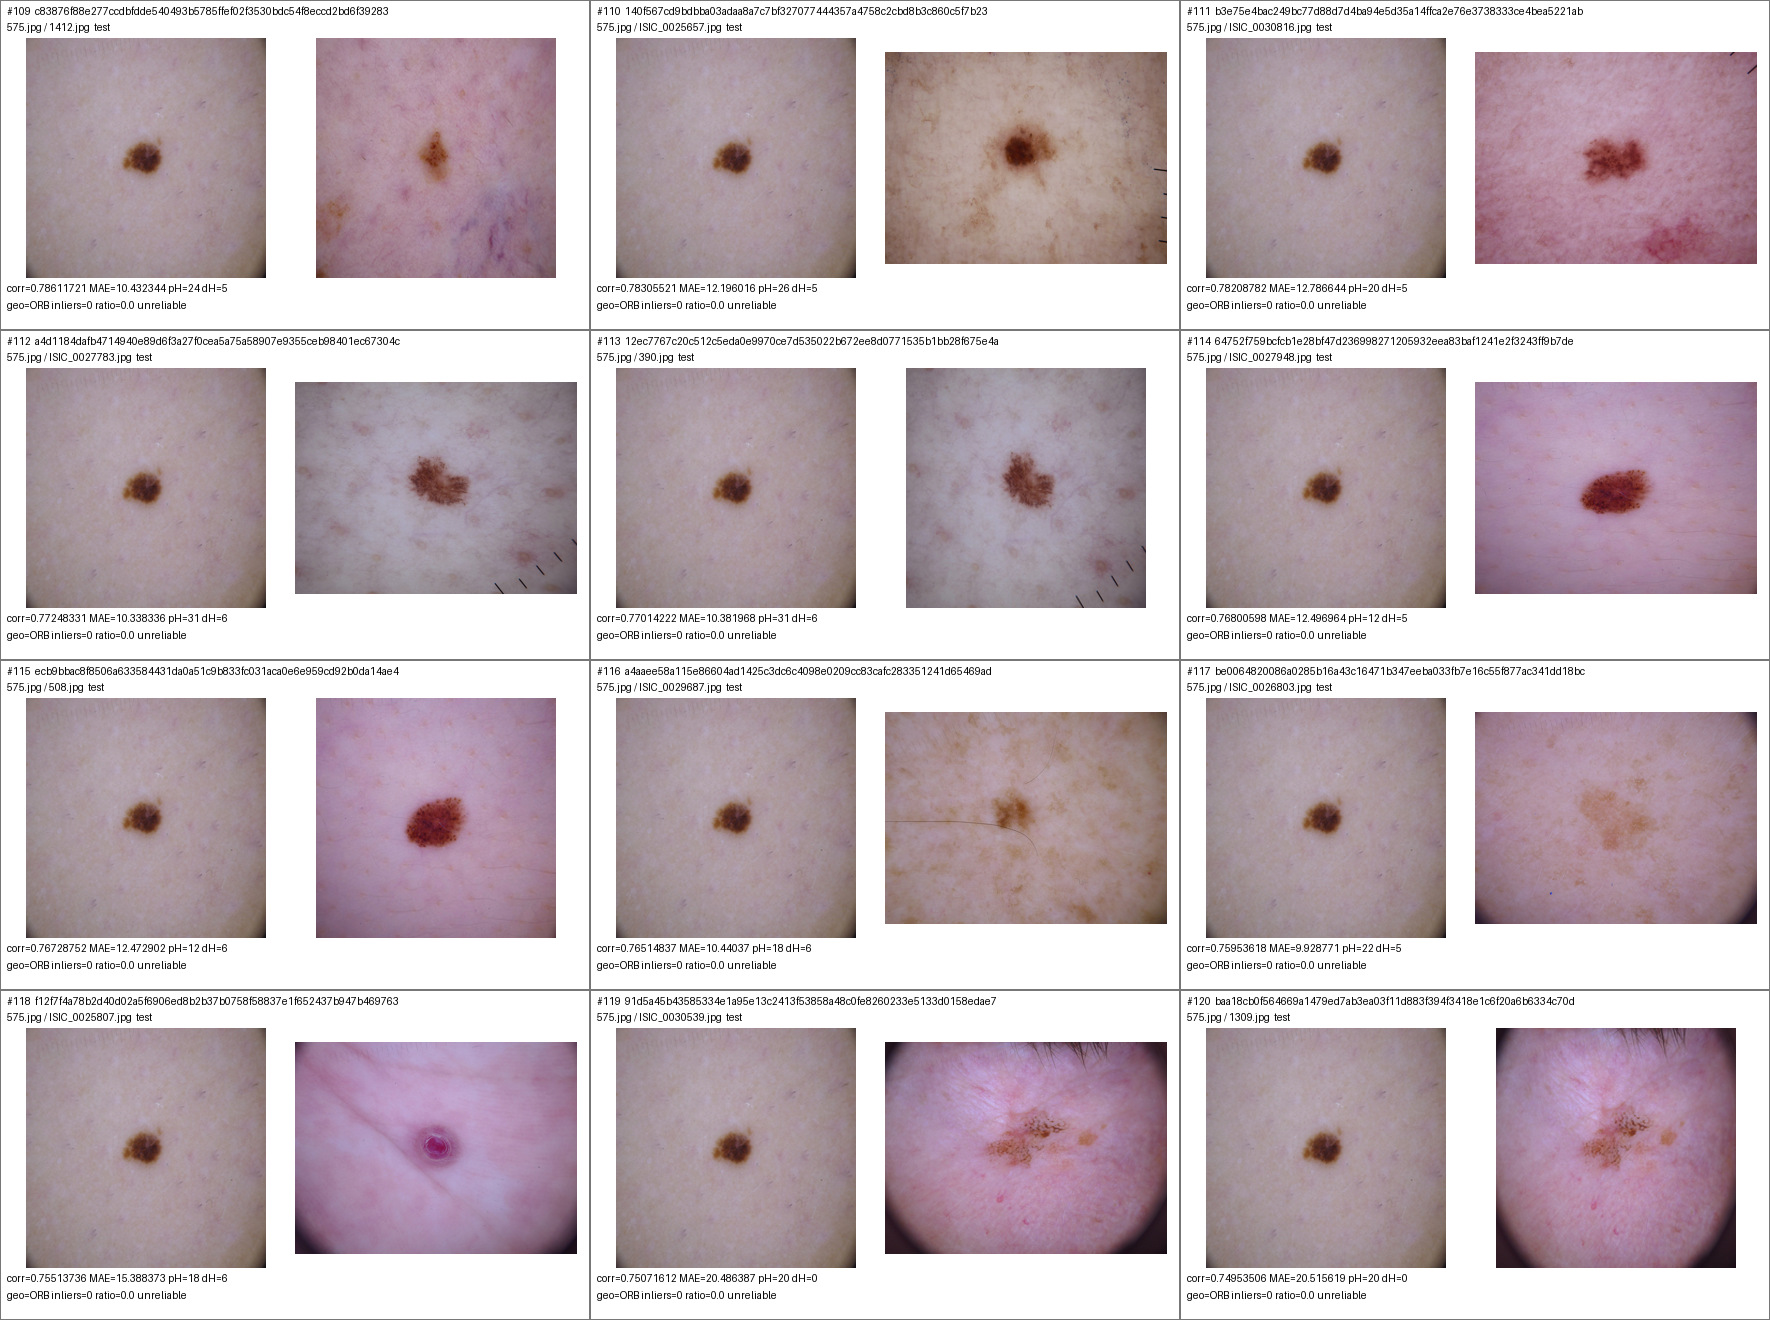 #109 c83876f88e277ccdbfdde540493b5785ffef02f3530bdc54f8eccd2bd6f39283
575.jpg / 1412.jpg test
corr=0.78611721 MAE=10.432344 pH=24 dH=5
geo=ORB inliers=0 ratio=0.0 unreliable
#110 140f567cd9bdbba03adaa8a7c7bf327077444357a4758c2cbd8b3c860c5f7b23
575.jpg / ISIC_0025657.jpg test
corr=0.78305521 MAE=12.196016 pH=26 dH=5
geo=ORB inliers=0 ratio=0.0 unreliable
#111 b3e75e4bac249bc77d88d7d4ba94e5d35a14ffca2e76e3738333ce4bea5221ab
575.jpg / ISIC_0030816.jpg test
corr=0.78208782 MAE=12.786644 pH=20 dH=5
geo=ORB inliers=0 ratio=0.0 unreliable
#112 a4d1184dafb4714940e89d6f3a27f0cea5a75a58907e9355ceb98401ec67304c
575.jpg / ISIC_0027783.jpg test
corr=0.77248331 MAE=10.338336 pH=31 dH=6
geo=ORB inliers=0 ratio=0.0 unreliable
#113 12ec7767c20c512c5eda0e9970ce7d535022b672ee8d0771535b1bb28f675e4a
575.jpg / 390.jpg test
corr=0.77014222 MAE=10.381968 pH=31 dH=6
geo=ORB inliers=0 ratio=0.0 unreliable
#114 64752f759bcfcb1e28bf47d236998271205932eea83baf1241e2f3243ff9b7de
575.jpg / ISIC_0027948.jpg test
corr=0.76800598 MAE=12.496964 pH=12 dH=5
geo=ORB inliers=0 ratio=0.0 unreliable
#115 ecb9bbac8f8506a633584431da0a51c9b833fc031aca0e6e959cd92b0da14ae4
575.jpg / 508.jpg test
corr=0.76728752 MAE=12.472902 pH=12 dH=6
geo=ORB inliers=0 ratio=0.0 unreliable
#116 a4aaee58a115e86604ad1425c3dc6c4098e0209cc83cafc283351241d65469ad
575.jpg / ISIC_0029687.jpg test
corr=0.76514837 MAE=10.44037 pH=18 dH=6
geo=ORB inliers=0 ratio=0.0 unreliable
#117 be0064820086a0285b16a43c16471b347eeba033fb7e16c55f877ac341dd18bc
575.jpg / ISIC_0026803.jpg test
corr=0.75953618 MAE=9.928771 pH=22 dH=5
geo=ORB inliers=0 ratio=0.0 unreliable
#118 f12f7f4a78b2d40d02a5f6906ed8b2b37b0758f58837e1f652437b947b469763
575.jpg / ISIC_0025807.jpg test
corr=0.75513736 MAE=15.388373 pH=18 dH=6
geo=ORB inliers=0 ratio=0.0 unreliable
#119 91d5a45b43585334e1a95e13c2413f53858a48c0fe8260233e5133d0158edae7
575.jpg / ISIC_0030539.jpg test
corr=0.75071612 MAE=20.486387 pH=20 dH=0
geo=ORB inliers=0 ratio=0.0 unreliable
#120 baa18cb0f564669a1479ed7ab3ea03f11d883f394f3418e1c6f20a6b6334c70d
575.jpg / 1309.jpg test
corr=0.74953506 MAE=20.515619 pH=20 dH=0
geo=ORB inliers=0 ratio=0.0 unreliable